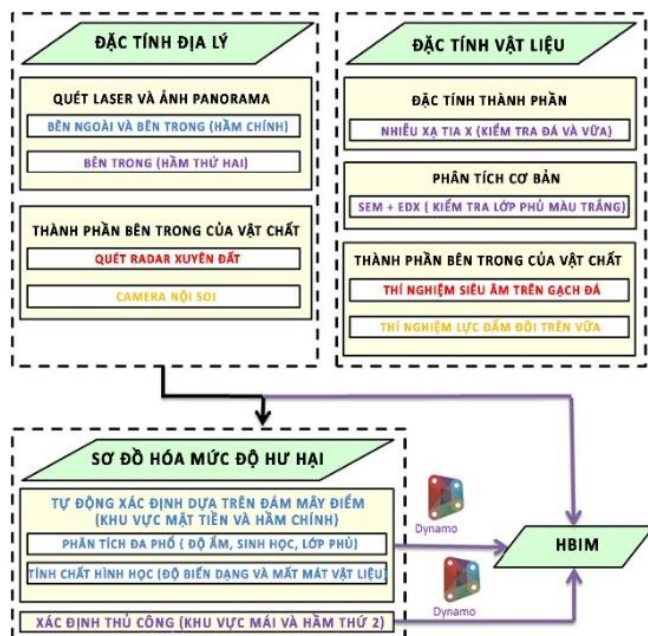 ĐẶC TÍNH ĐỊA LÝ
QUÉT LASER VÀ ẢNH PANORAMA
BÊN NGOÀI VÀ BÊN TRONG (HẦM CHÍNH)
BÊN TRONG (HẦM THỨ HAI)
THÀNH PHẦN BÊN TRONG CỦA VẬT CHẤT
QUÉT RADAR XUYÊN ĐẤT
CAMERA NỘI SOI
ĐẶC TÍNH VẬT LIỆU
ĐẶC TÍNH THÀNH PHẦN
NHIỄU XẠ TIA X (KIỂM TRA ĐÁ VÀ VỮA)
PHÂN TÍCH CƠ BẢN
SEM + EDX ( KIỂM TRA LỚP PHỦ MÀU TRẮNG)
THÀNH PHẦN BÊN TRONG CỦA VẬT CHẤT
THÍ NGHIỆM SIÊU ÂM TRÊN GẠCH ĐÁ
THÍ NGHIỆM LỰC ĐẤM ĐÔI TRÊN VỮA
SƠ ĐỒ HÓA MỨC ĐỘ HƯ HẠI
TỰ ĐỘNG XÁC ĐỊNH DỰA TRÊN ĐÁM MÂY ĐIỂM
(KHU VỰC MẶT TIỀN VÀ HẦM CHÍNH)
PHÂN TÍCH ĐA PHỔ ( ĐỘ ẨM, SINH HỌC, LỚP PHỦ)
TÍNH CHẤT HÌNH HỌC (ĐỘ BIẾN DẠNG VÀ MẤT MÁT VẬT LIỆU)
XÁC ĐỊNH THỦ CÔNG (KHU VỰC MÁI VÀ HẦM THỨ 2)
Dynamo
Dynamo
HBIM